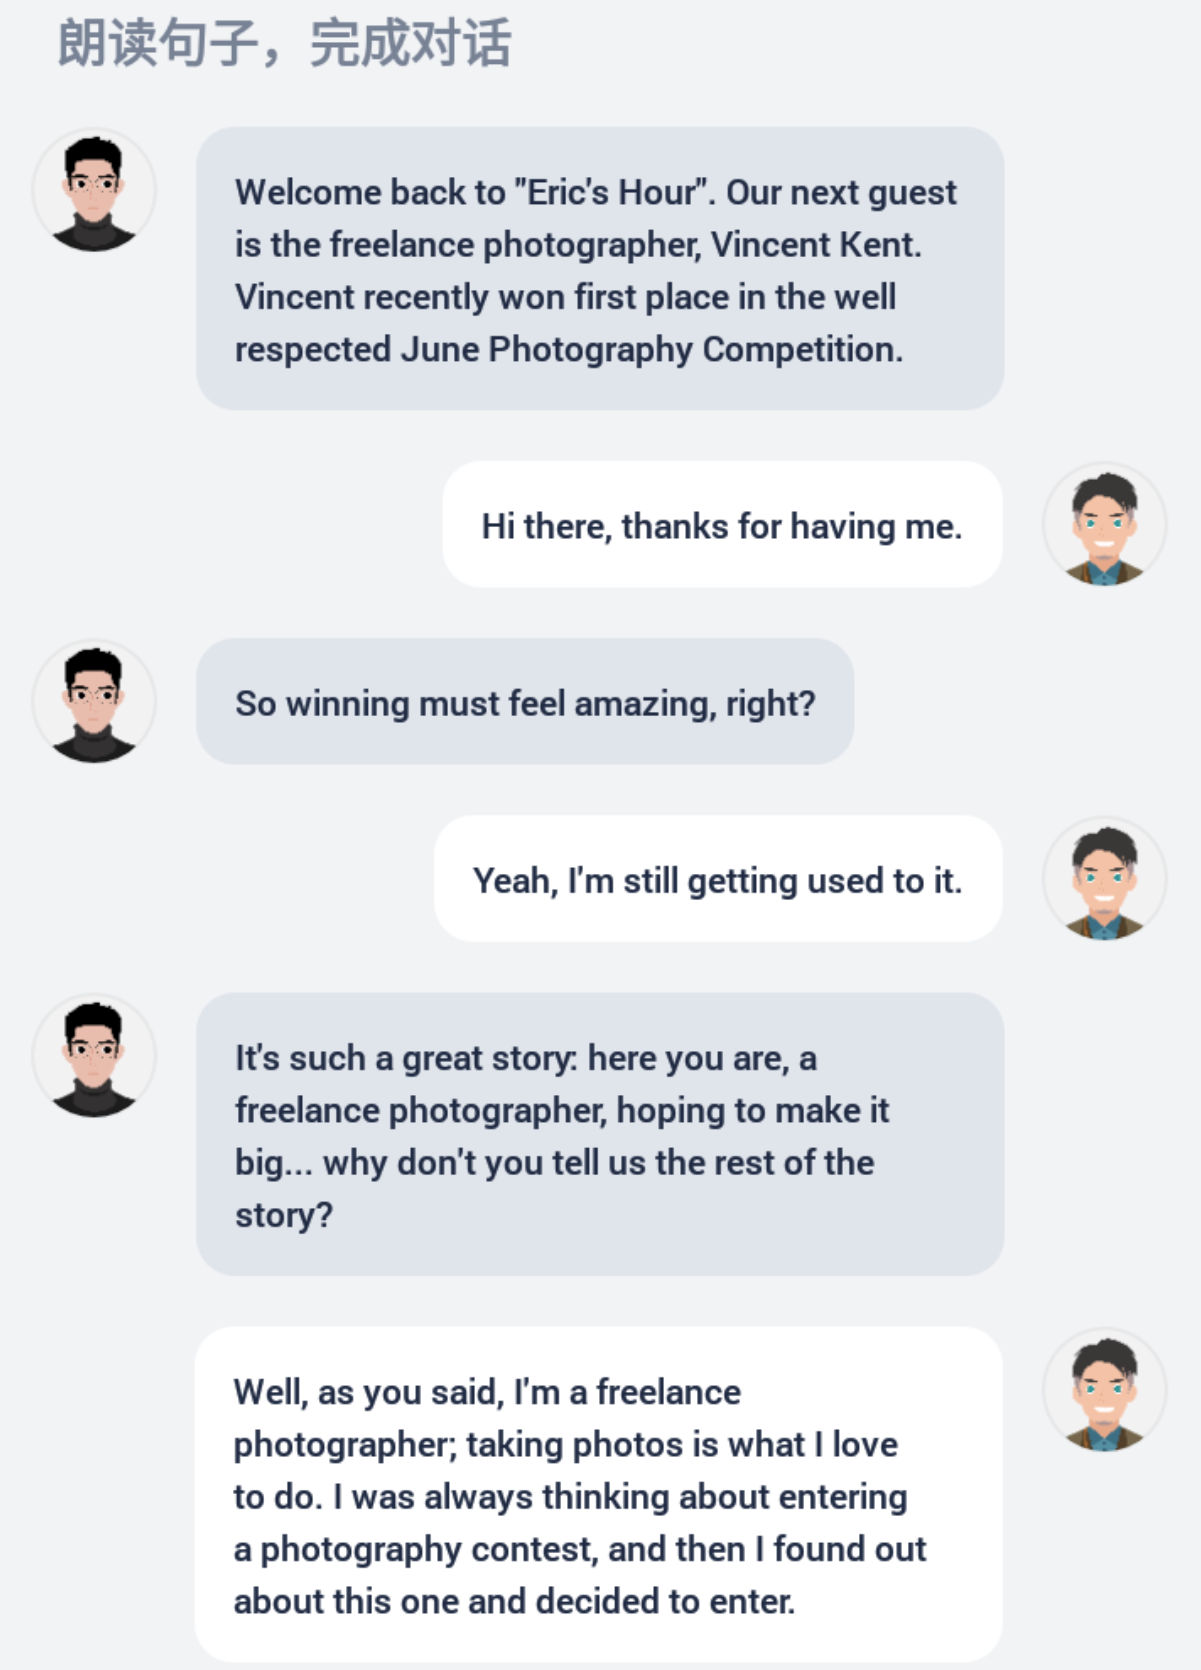 朗读句子，完成对话
Welcome back to "Eric's Hour". Our next guest
is the freelance photographer, Vincent Kent.
Vincent recently won first place in the well
respected June Photography Competition.
Hi there, thanks for having me.
So winning must feel amazing, right?
Yeah, I'm still getting used to it.
It's such a great story: here you are, a
freelance photographer, hoping to make it
big... why don't you tell us the rest of the
story?
Well, as you said, I'm a freelance
photographer; taking photos is what I love
to do. I was always thinking about entering
a photography contest, and then I found out
about this one and decided to enter.